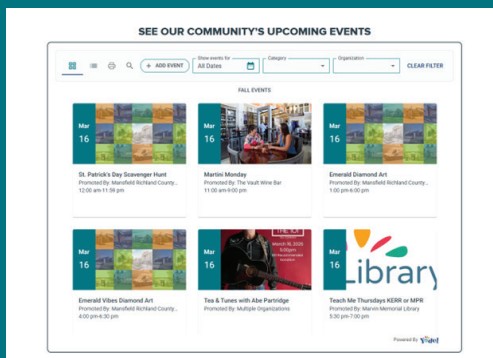 SEE OUR COMMUNITY'S UPCOMING EVENTS
+ ADD EVENT
Show events for
All Dates
Category
Organization
CLEAR FILTER
FALL EVENTS
Mar
16
St. Patrick's Day Scavenger Hunt
Promoted By: Mansfield Richland County...
12:00 am-11:59 pm
Mar
16
Martini Monday
Promoted By: The Vault Wine Bar
11:00 am-9:00 pm
Mar
16
Emerald Diamond Art
Promoted By: Mansfield Richland County...
1:00 pm-6:00 pm
Mar
16
Emerald Vibes Diamond Art
Promoted By: Mansfield Richland County...
4:00 pm-6:30 pm
Mar
16
March 16, 2026
5:30pm
Tea & Tunes with Abe Partridge
Promoted By: Multiple Organizations
Mar
16
Library
Teach Me Thursdays KERR or MPR
Promoted By: Marvin Memorial Library
5:30 pm-7:00 pm
Powered By Yodel